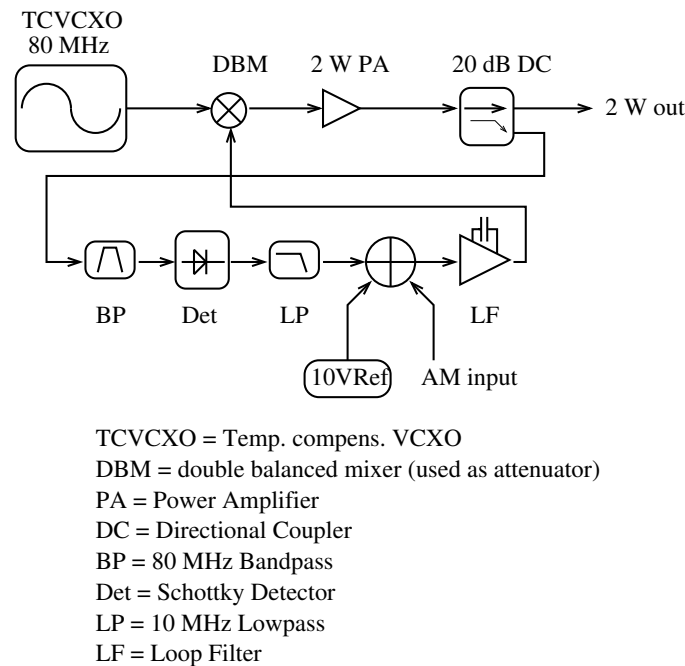 TCVCXO
80 MHz
DBM
2 W PA
20 dB DC
2 W out
BP
Det
LP
LF
10VRef
AM input
TCVCXO = Temp. compens. VCXO
DBM = double balanced mixer (used as attenuator)
PA = Power Amplifier
DC = Directional Coupler
BP = 80 MHz Bandpass
Det = Schottky Detector
LP = 10 MHz Lowpass
LF = Loop Filter